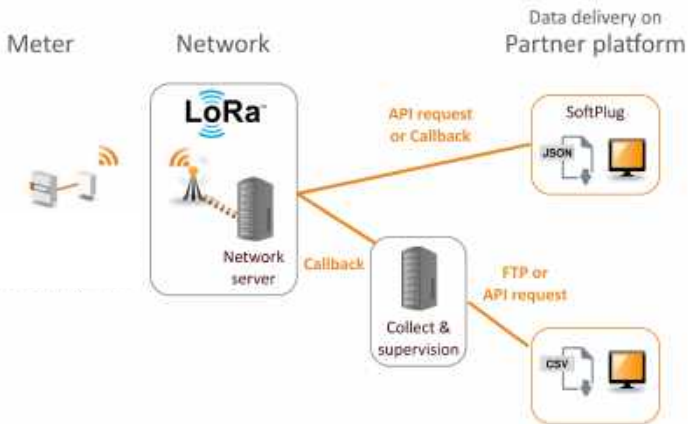 Data delivery on
Meter
Network
Partner platform
LoRa™
API request
or Callback
SoftPlug
JSON
Network
server
Callback
FTP or
API request
Collect &
supervision
CSV